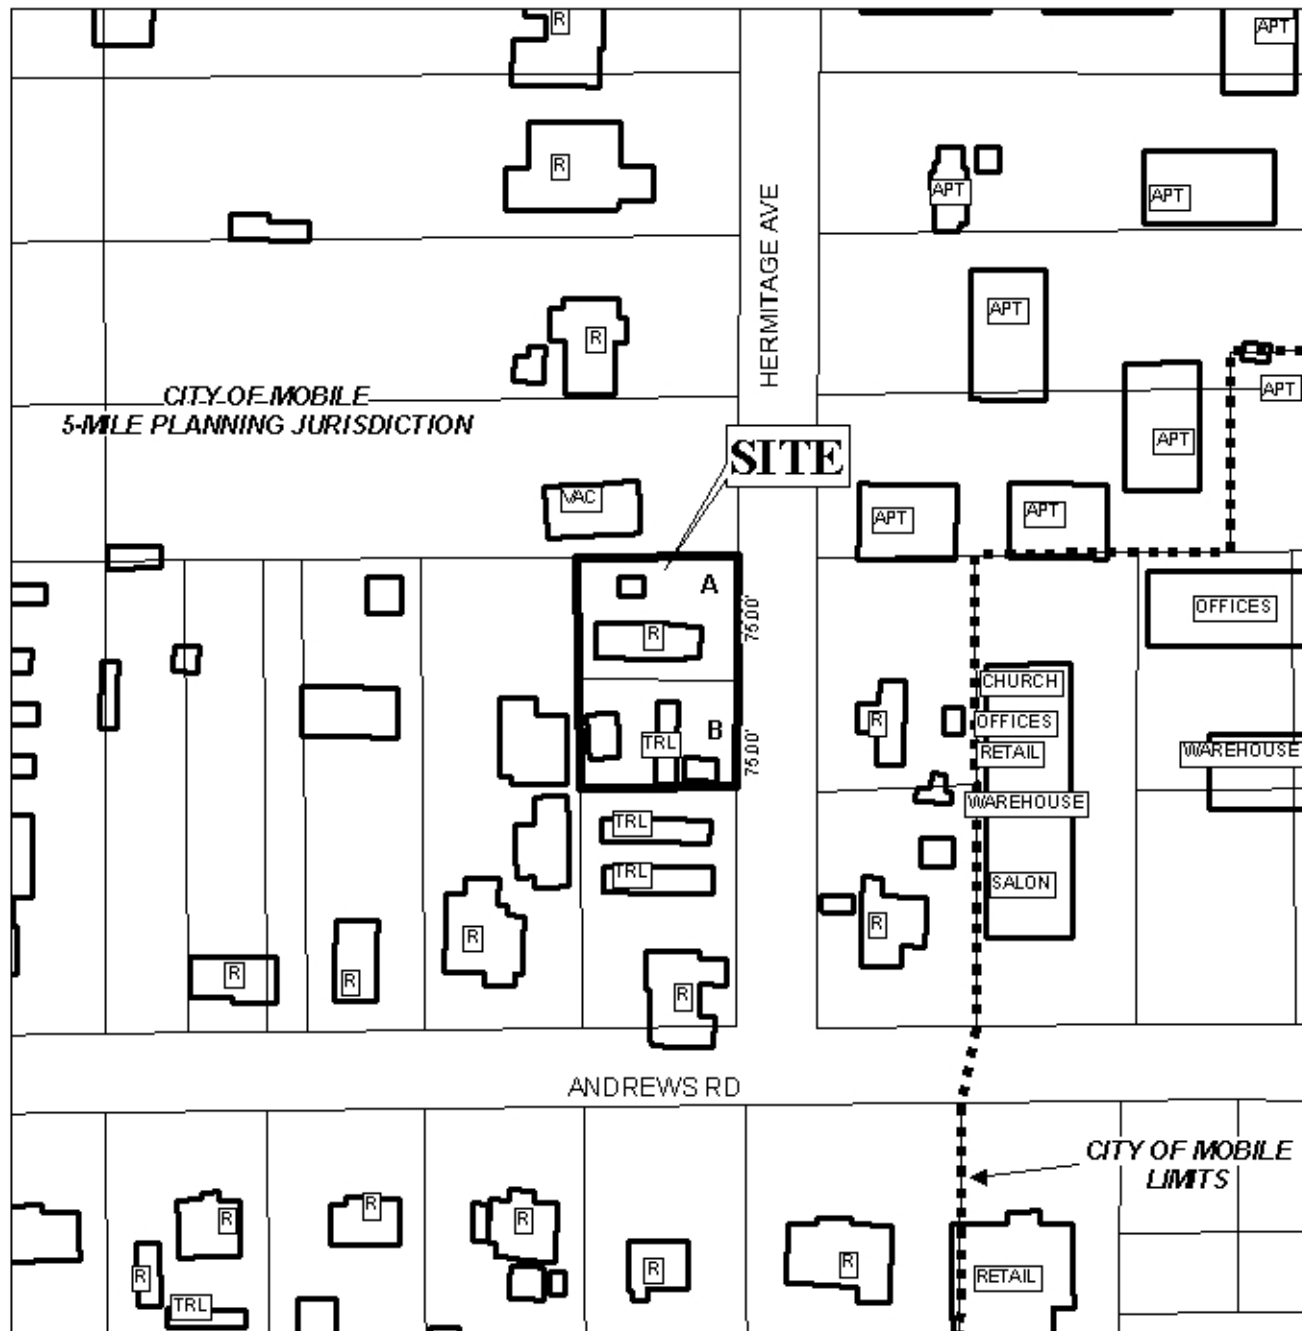 R
APT
R
APT
APT
HERMITAGE AVE
APT
R
APT
CITY OF MOBILE
5-MILE PLANNING JURISDICTION
SITE
APT
VAC
APT
APT
A
75.00'
OFFICES
R
CHURCH
B
R
OFFICES
TRL
RETAIL
WAREHOUSE
75.00'
WAREHOUSE
TRL
TRL
SALON
R
R
R
R
R
ANDREWS RD
CITY OF MOBILE
LIMITS
R
R
R
R
R
R
RETAIL
TRL